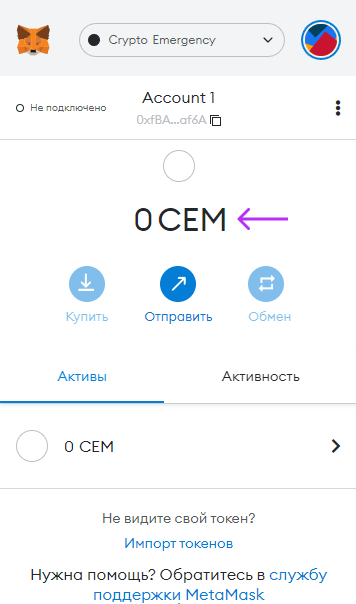 Crypto Emergency
Не подключено
Account 1
0xfBA...af6A
0 CEM
Купить
Отправить
Обмен
Активы
Активность
0 CEM
Не видите свой токен?
Импорт токенов
Нужна помощь? Обратитесь в службу
поддержки MetaMask